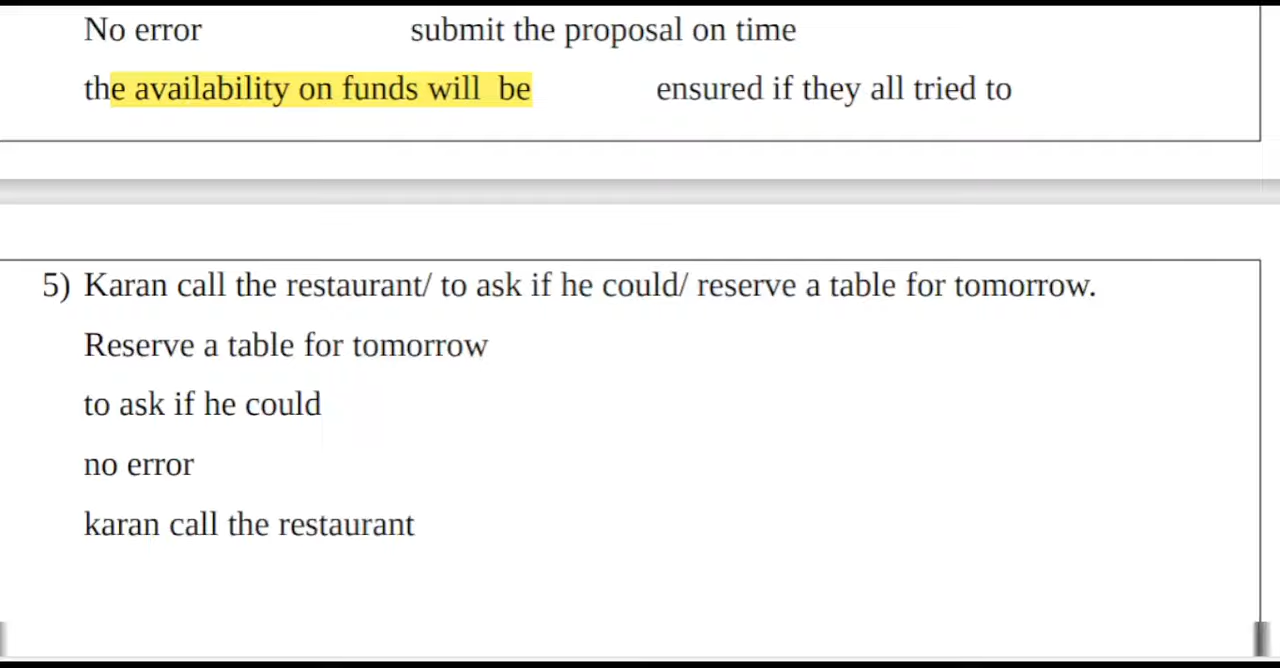 No error submit the proposal on time
the availability on funds will be ensured if they all tried to
5) Karan call the restaurant/ to ask if he could/ reserve a table for tomorrow.
Reserve a table for tomorrow
to ask if he could
no error
karan call the restaurant